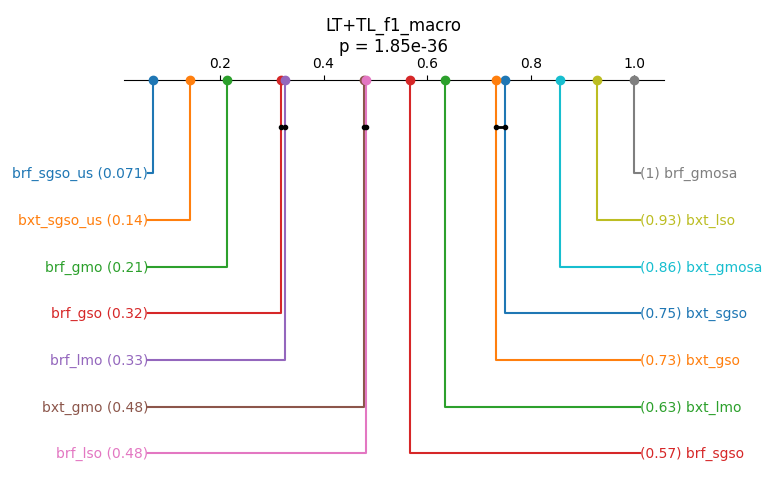 LT+TL_f1_macro
p = 1.85e-36
0.2 0.4 0.6 0.8 1.0
brf_sgso_us (0.071) (1) brf_gmosa
bxt_sgso_us (0.14) (0.93) bxt_lso
brf_gmo (0.21) (0.86) bxt_gmosa
brf_gso (0.32) (0.75) bxt_sgso
brf_lmo (0.33) (0.73) bxt_gso
bxt_gmo (0.48) (0.63) bxt_lmo
brf_lso (0.48) (0.57) brf_sgso